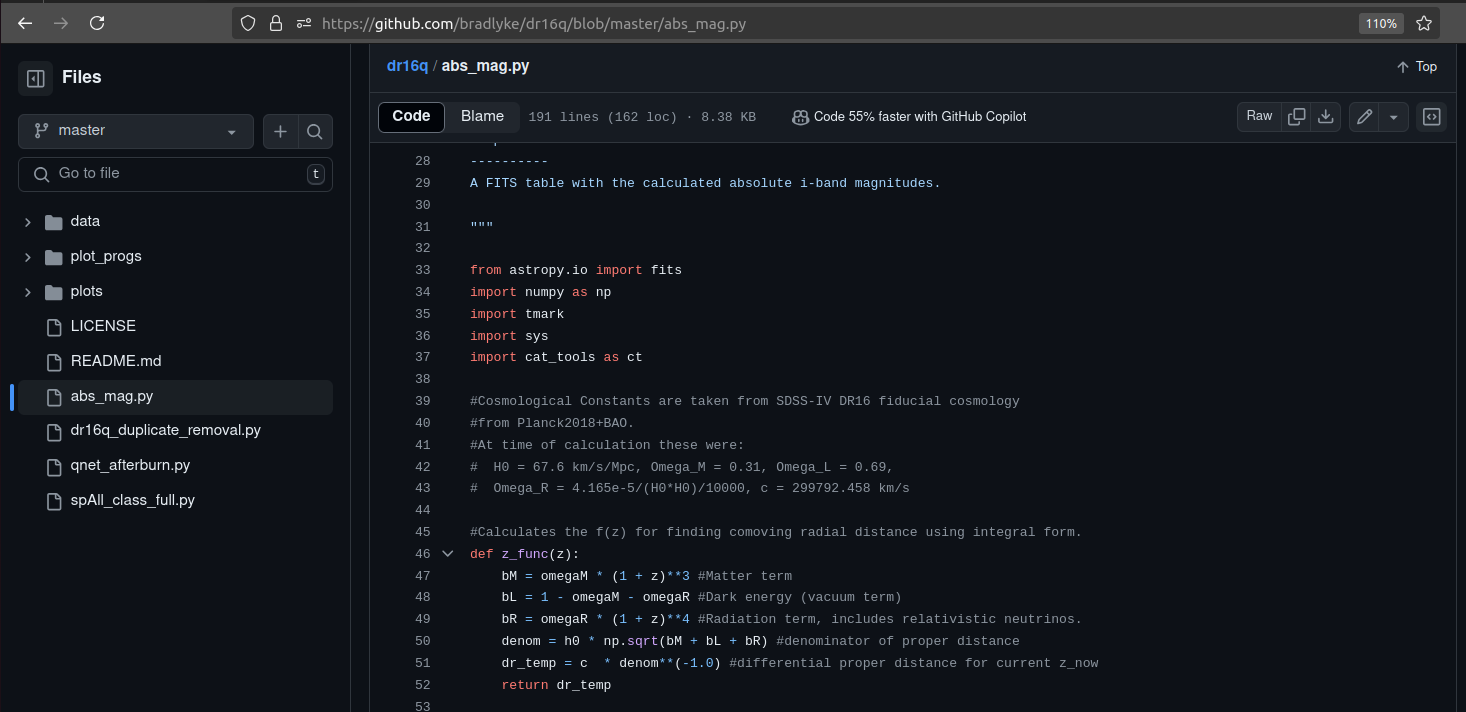 https://github.com/bradlyke/dr16q/blob/master/abs_mag.py
110%
Files
master
Go to file
t
data
plot_progs
plots
LICENSE
README.md
abs_mag.py
dr16q_duplicate_removal.py
qnet_afterburn.py
spAll_class_full.py
dr16q / abs_mag.py
Top
Code
Blame
191 lines (162 loc) · 8.38 KB
Code 55% faster with GitHub Copilot
Raw
28 ----------
29 A FITS table with the calculated absolute i-band magnitudes.
30
31 """
32
33 from astropy.io import fits
34 import numpy as np
35 import tmark
36 import sys
37 import cat_tools as ct
38
39 #Cosmological Constants are taken from SDSS-IV DR16 fiducial cosmology
40 #from Planck2018+BAO.
41 #At time of calculation these were:
42 #  H0 = 67.6 km/s/Mpc, Omega_M = 0.31, Omega_L = 0.69,
43 #  Omega_R = 4.165e-5/(H0*H0)/10000, c = 299792.458 km/s
44
45 #Calculates the f(z) for finding comoving radial distance using integral form.
46 def z_func(z):
47     bM = omegaM * (1 + z)**3 #Matter term
48     bL = 1 - omegaM - omegaR #Dark energy (vacuum term)
49     bR = omegaR * (1 + z)**4 #Radiation term, includes relativistic neutrinos.
50     denom = h0 * np.sqrt(bM + bL + bR) #denominator of proper distance
51     dr_temp = c  * denom**(-1.0) #differential proper distance for current z_now
52     return dr_temp
53